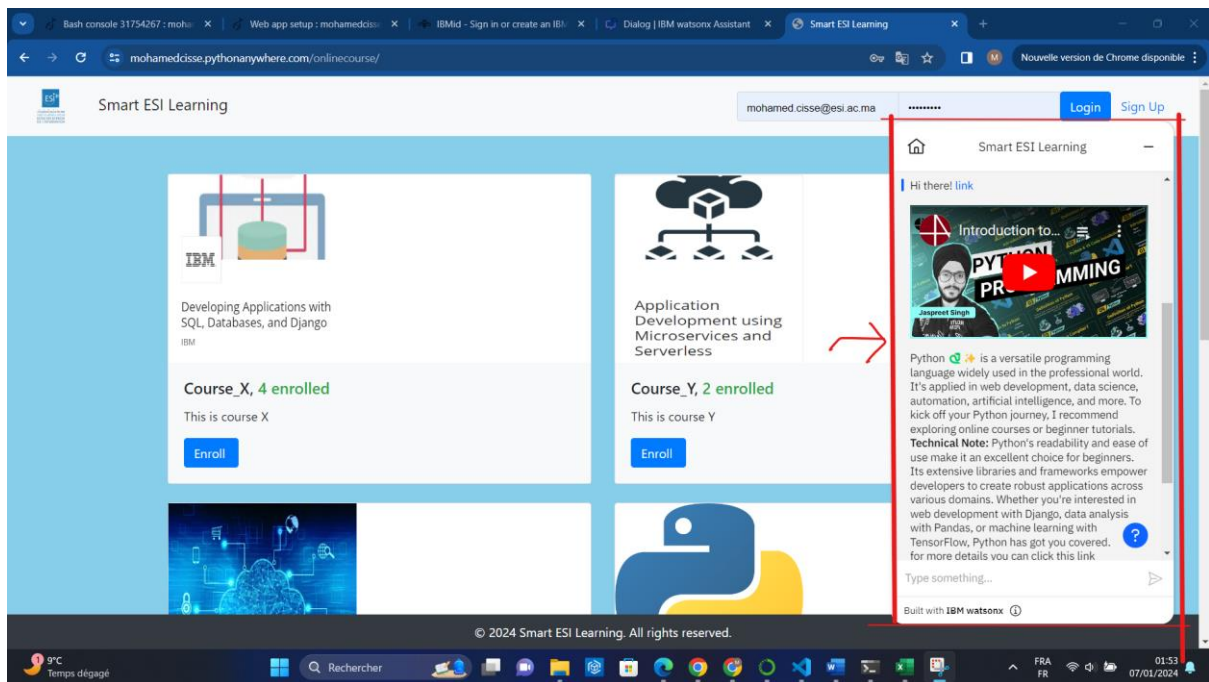 Bash console 31754267 : moha
Web app setup : mohamedciss
IBMid - Sign in or create an IBM
Dialog | IBM watsonx Assistant
Smart ESI Learning
mohamedcisse.pythonanywhere.com/onlinecourse/
M
Nouvelle version de Chrome disponible
ESI
Smart ESI Learning
mohamed.cisse@esi.ac.ma
•••••••••
Login
Sign Up
IBM
Developing Applications with
SQL, Databases, and Django
IBM
Course_X, 4 enrolled
This is course X
Enroll
Application
Development using
Microservices and
Serverless
Course_Y, 2 enrolled
This is course Y
Enroll
Smart ESI Learning
Hi there! link
Introduction to...
PYTHON
PROGRAMMING
Jaspreet Singh
Python is a versatile programming
language widely used in the professional world.
It's applied in web development, data science,
automation, artificial intelligence, and more. To
kick off your Python journey, I recommend
exploring online courses or beginner tutorials.
Technical Note: Python's readability and ease of
use make it an excellent choice for beginners.
Its extensive libraries and frameworks empower
developers to create robust applications across
various domains. Whether you're interested in
web development with Django, data analysis
with Pandas, or machine learning with
TensorFlow, Python has got you covered.
for more details you can click this link
?
Type something...
Built with IBM watsonx
© 2024 Smart ESI Learning. All rights reserved.
1
9°C
Temps dégagé
Rechercher
FRA
FR
01:53
07/01/2024